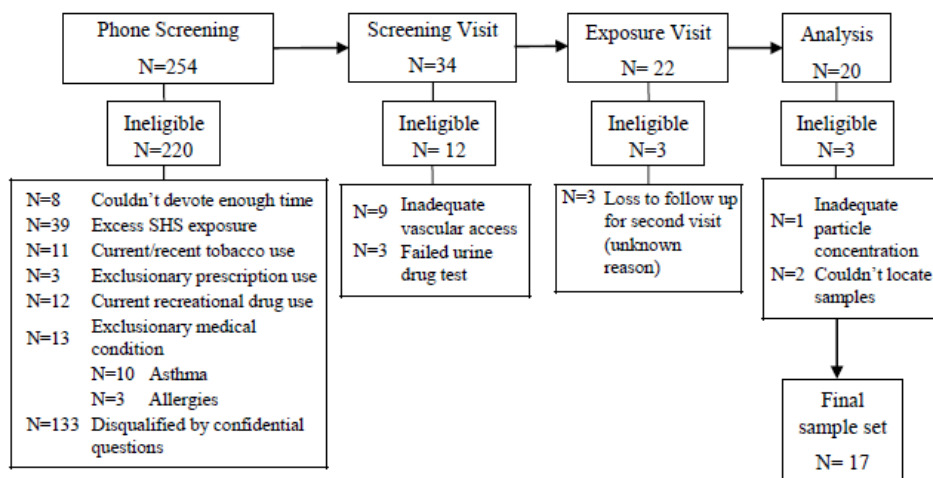 Phone Screening
N=254
Screening Visit
N=34
Exposure Visit
N= 22
Analysis
N=20
Ineligible
N=220
Ineligible
N= 12
Ineligible
N=3
Ineligible
N=3
N=8 Couldn't devote enough time
N=39 Excess SHS exposure
N=11 Current/recent tobacco use
N=3 Exclusionary prescription use
N=12 Current recreational drug use
N=13 Exclusionary medical
condition
N=10 Asthma
N=3 Allergies
N=133 Disqualified by confidential
questions
N=9 Inadequate
vascular access
N=3 Failed urine
drug test
N=3 Loss to follow up
for second visit
(unknown
reason)
N=1 Inadequate
particle
concentration
N=2 Couldn't locate
samples
Final
sample set
N= 17